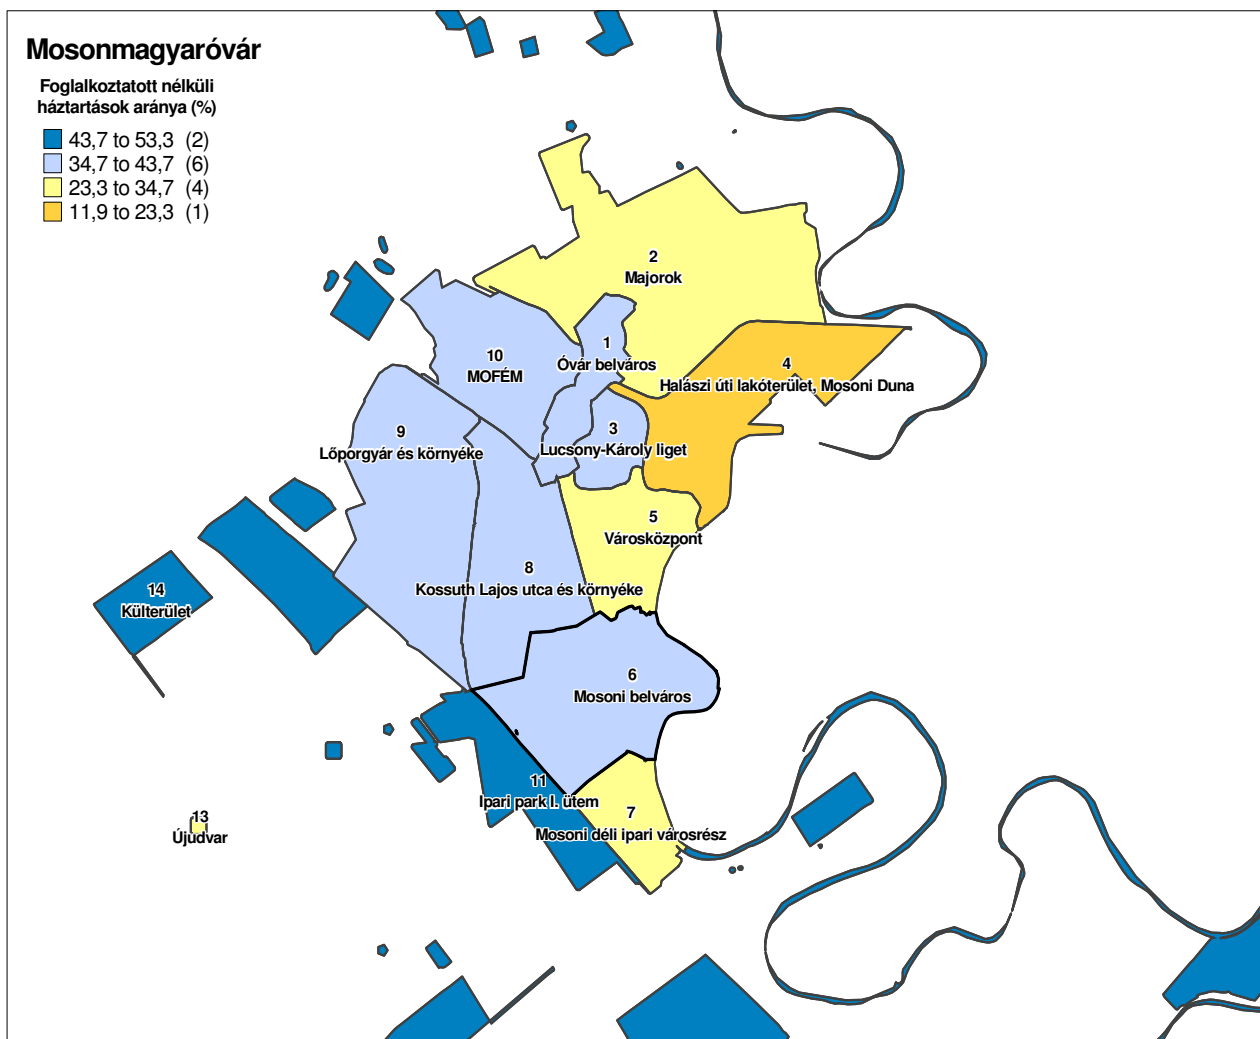 Mosonmagyaróvár
Foglalkoztatott nélküli
háztartások aránya (%)
43,7 to 53,3 (2)
34,7 to 43,7 (6)
23,3 to 34,7 (4)
11,9 to 23,3 (1)
2
Majorok
1
Óvár belváros
10
MOFÉM
4
Halászi úti lakóterület, Mosoni Duna
9
Lőporgyár és környéke
3
Lucsony-Károly liget
5
Városközpont
8
Kossuth Lajos utca és környéke
14
Külterület
6
Mosoni belváros
11
Ipari park I. ütem
7
Mosoni déli ipari városrész
13
Újudvar